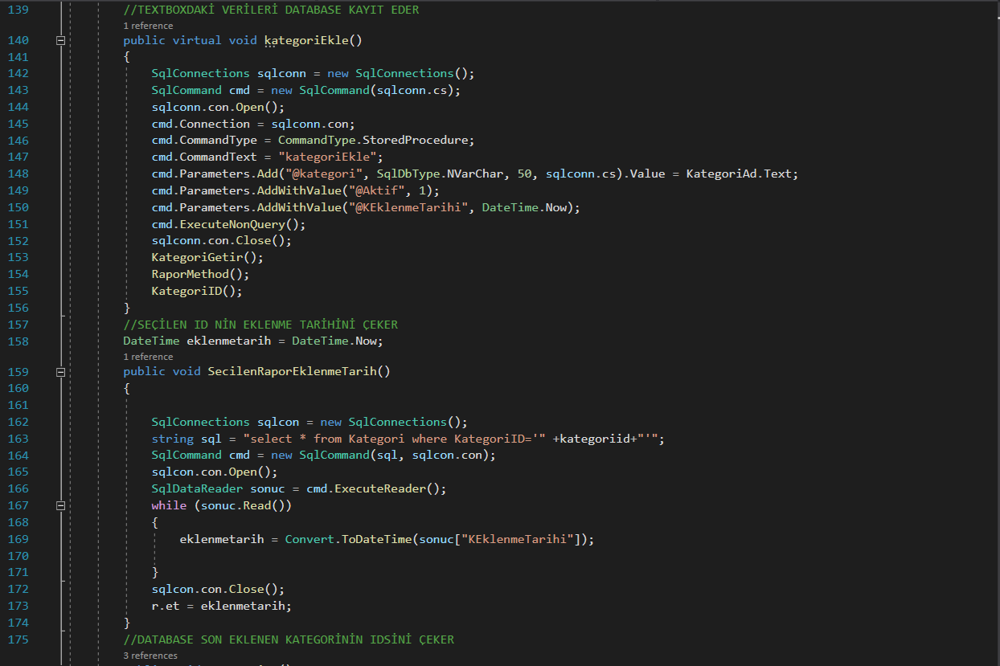 139 //TEXTBOXDAKİ VERİLERİ DATABASE KAYIT EDER
1 reference
140 public virtual void kategoriEkle()
141 {
142 SqlConnections sqlconn = new SqlConnections();
143 SqlCommand cmd = new SqlCommand(sqlconn.cs);
144 sqlconn.con.Open();
145 cmd.Connection = sqlconn.con;
146 cmd.CommandType = CommandType.StoredProcedure;
147 cmd.CommandText = "kategoriEkle";
148 cmd.Parameters.Add("@kategori", SqlDbType.NVarChar, 50, sqlconn.cs).Value = KategoriAd.Text;
149 cmd.Parameters.AddWithValue("@Aktif", 1);
150 cmd.Parameters.AddWithValue("@KEklenmeTarihi", DateTime.Now);
151 cmd.ExecuteNonQuery();
152 sqlconn.con.Close();
153 KategoriGetir();
154 RaporMethod();
155 KategoriID();
156 }
157 //SEÇİLEN ID NİN EKLENME TARİHİNİ ÇEKER
158 DateTime eklenmetarih = DateTime.Now;
1 reference
159 public void SecilenRaporEklenmeTarih()
160 {
161
162 SqlConnections sqlcon = new SqlConnections();
163 string sql = "select * from Kategori where KategoriID='" +kategoriid+"'";
164 SqlCommand cmd = new SqlCommand(sql, sqlcon.con);
165 sqlcon.con.Open();
166 SqlDataReader sonuc = cmd.ExecuteReader();
167 while (sonuc.Read())
168 {
169 eklenmetarih = Convert.ToDateTime(sonuc["KEklenmeTarihi"]);
170
171 }
172 sqlcon.con.Close();
173 r.et = eklenmetarih;
174 }
175 //DATABASE SON EKLENEN KATEGORİNİN IDSİNİ ÇEKER
3 references